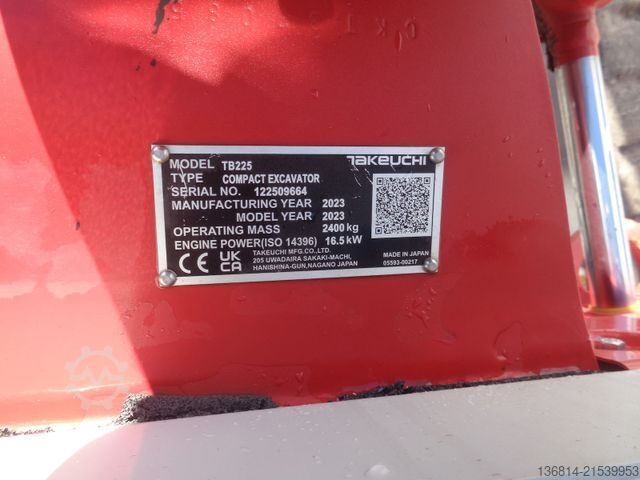 TAKEUCHI
MODEL TB225
TYPE COMPACT EXCAVATOR
SERIAL NO. 122509664
MANUFACTURING YEAR 2023
MODEL YEAR 2023
OPERATING MASS 2400 kg
ENGINE POWER(ISO 14396) 16.5 kW
CE UK CA
TAKEUCHI MFG.CO.,LTD.
205 UWADAIRA SAKAKI-MACHI,
HANISHINA-GUN,NAGANO JAPAN
MADE IN JAPAN
05593-00217
136814-21539953